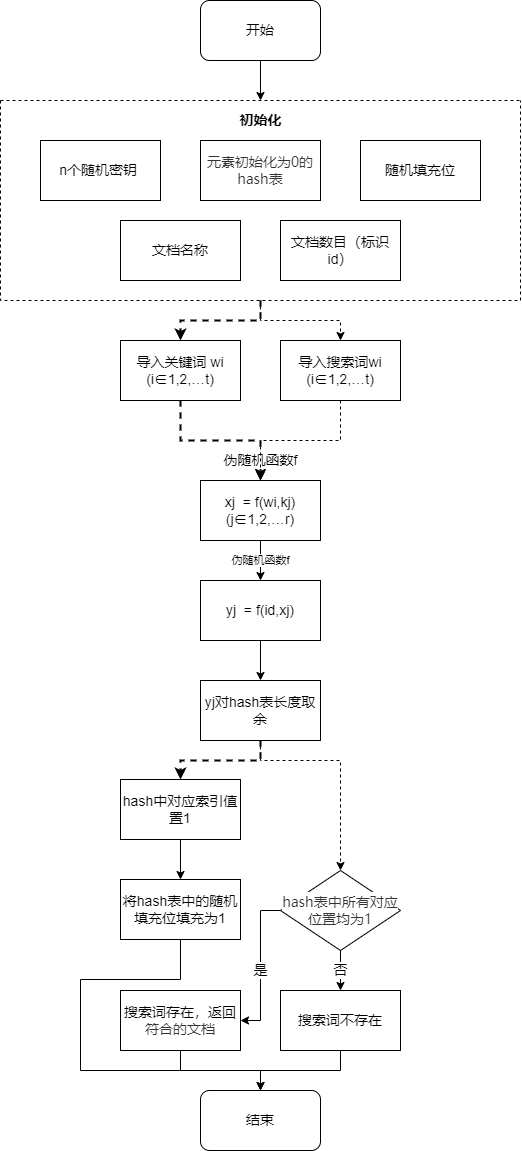 开始
初始化
n个随机密钥
元素初始化为0的
hash表
随机填充位
文档名称
文档数目（标识
id）
导入关键词 wi
(i∈1,2,…t)
导入搜索词wi
(i∈1,2,…t)
伪随机函数f
xj = f(wi,kj)
(j∈1,2,…r)
伪随机函数f
yj = f(id,xj)
yj对hash表长度取
余
hash中对应索引值
置1
将hash表中的随机
填充位填充为1
hash表中所有对应
位置均为1
是
否
搜索词存在，返回
符合的文档
搜索词不存在
结束